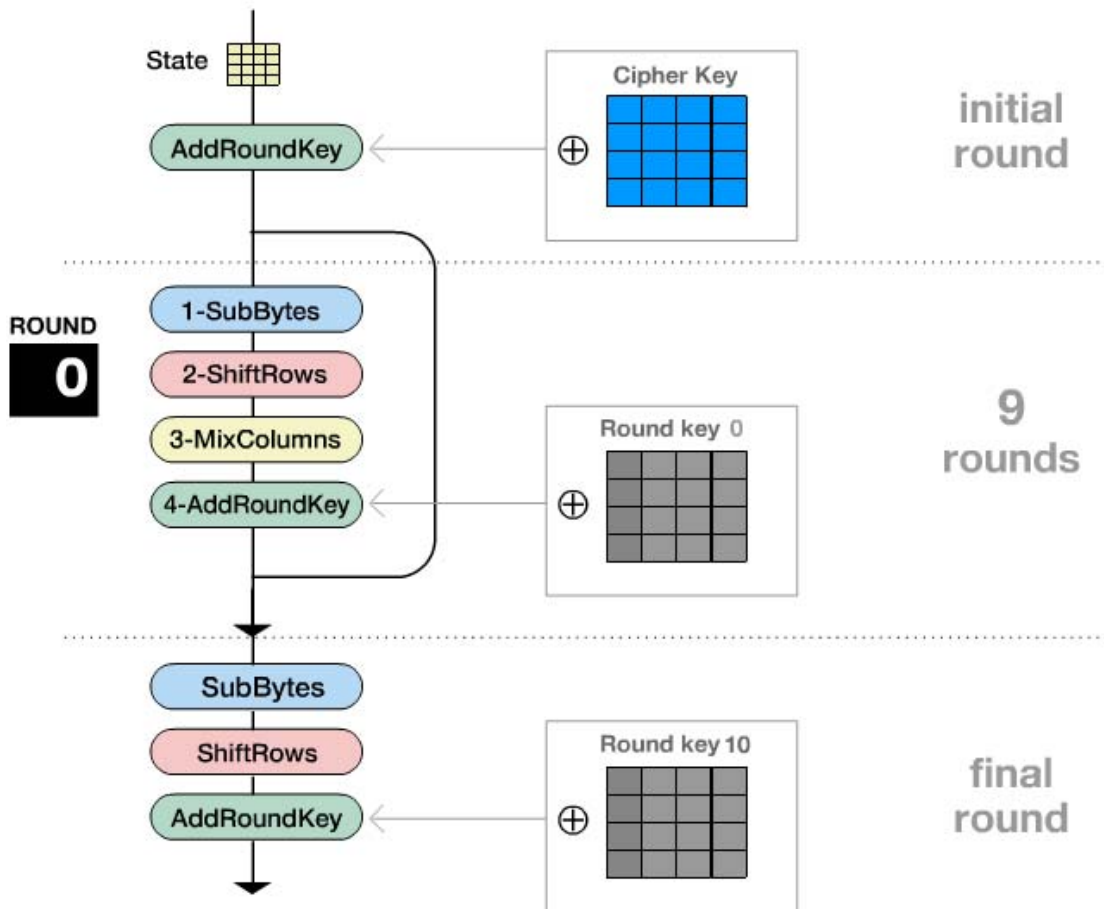 State
Cipher Key
AddRoundKey
initial
round
ROUND
0
1-SubBytes
2-ShiftRows
3-MixColumns
4-AddRoundKey
Round key 0
9
rounds
SubBytes
ShiftRows
AddRoundKey
Round key 10
final
round